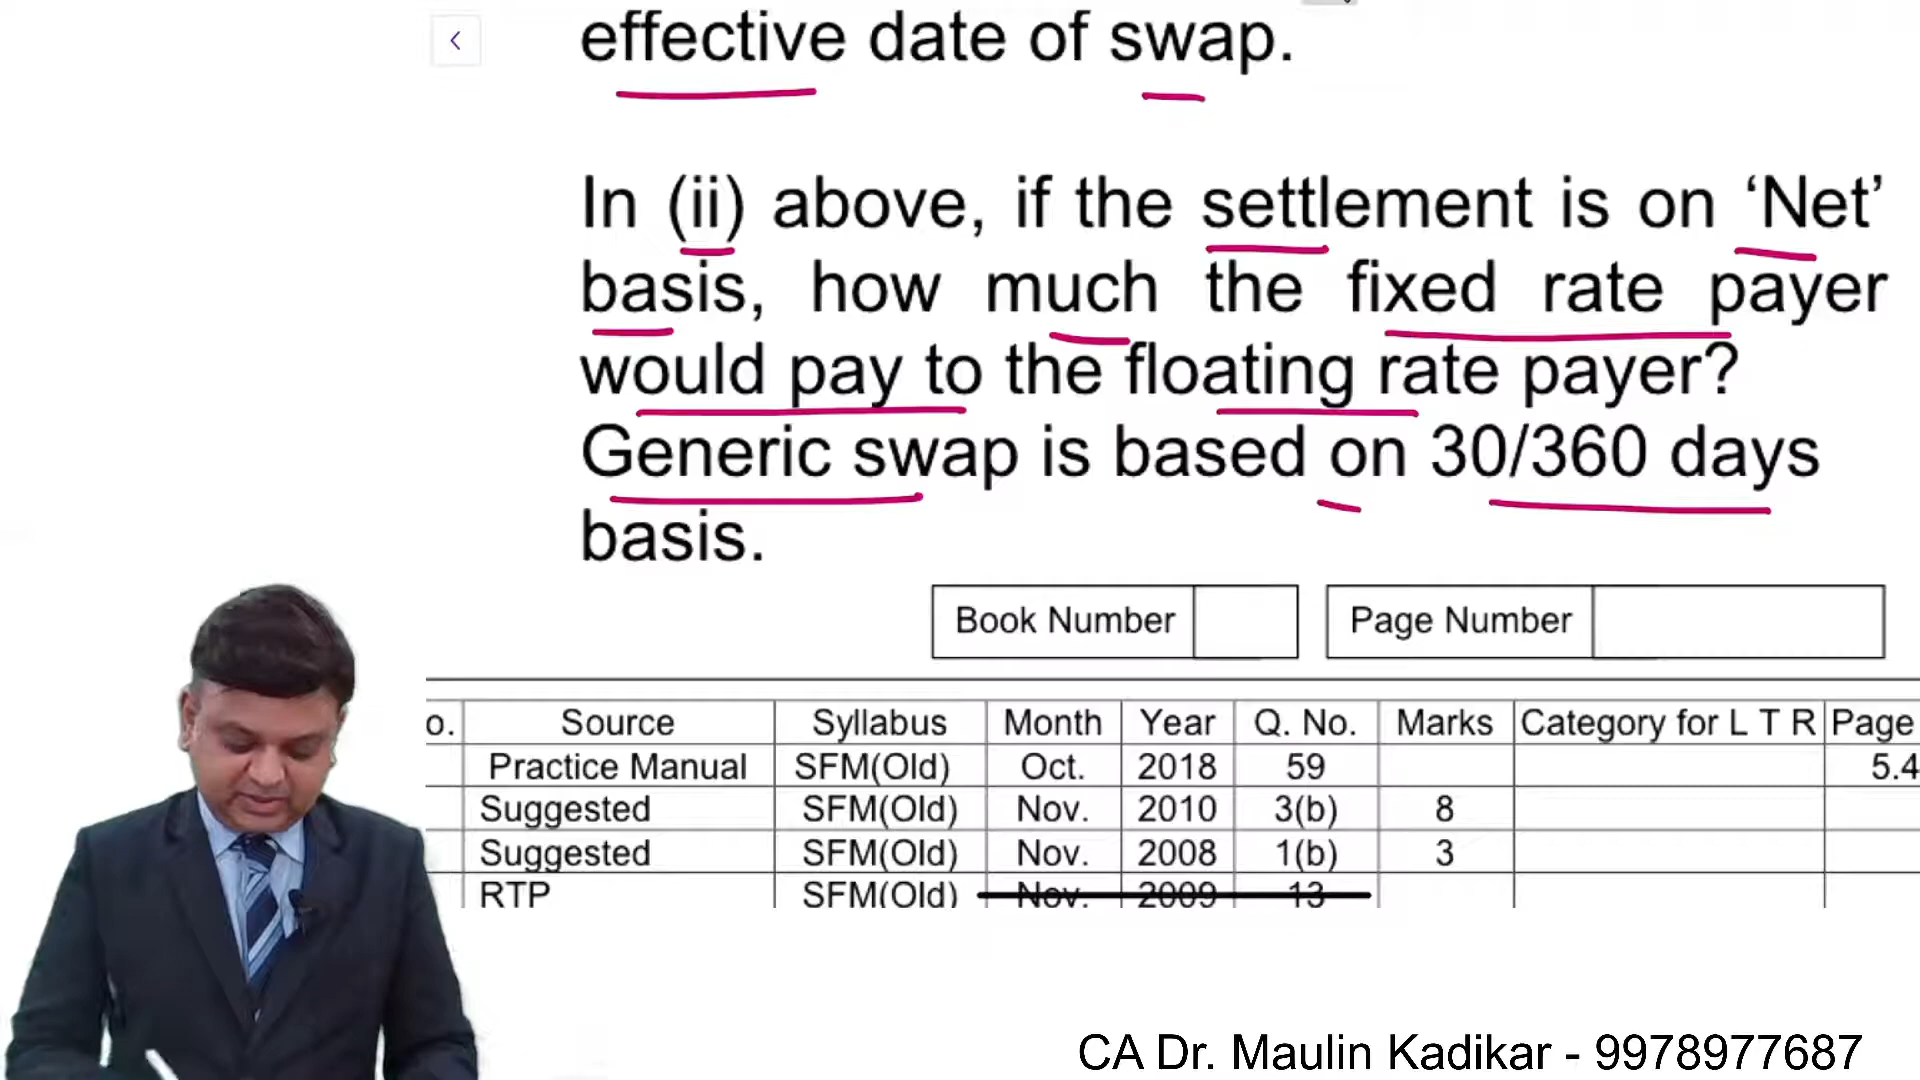 effective date of swap.
In (ii) above, if the settlement is on ‘Net’
basis, how much the fixed rate payer
would pay to the floating rate payer?
Generic swap is based on 30/360 days
basis.
Book Number Page Number
o. Source Syllabus Month Year Q. No. Marks Category for L T R Page
Practice Manual SFM(Old) Oct. 2018 59 5.4
Suggested SFM(Old) Nov. 2010 3(b) 8
Suggested SFM(Old) Nov. 2008 1(b) 3
RTP SFM(Old) Nov. 2009 13
CA Dr. Maulin Kadikar - 9978977687